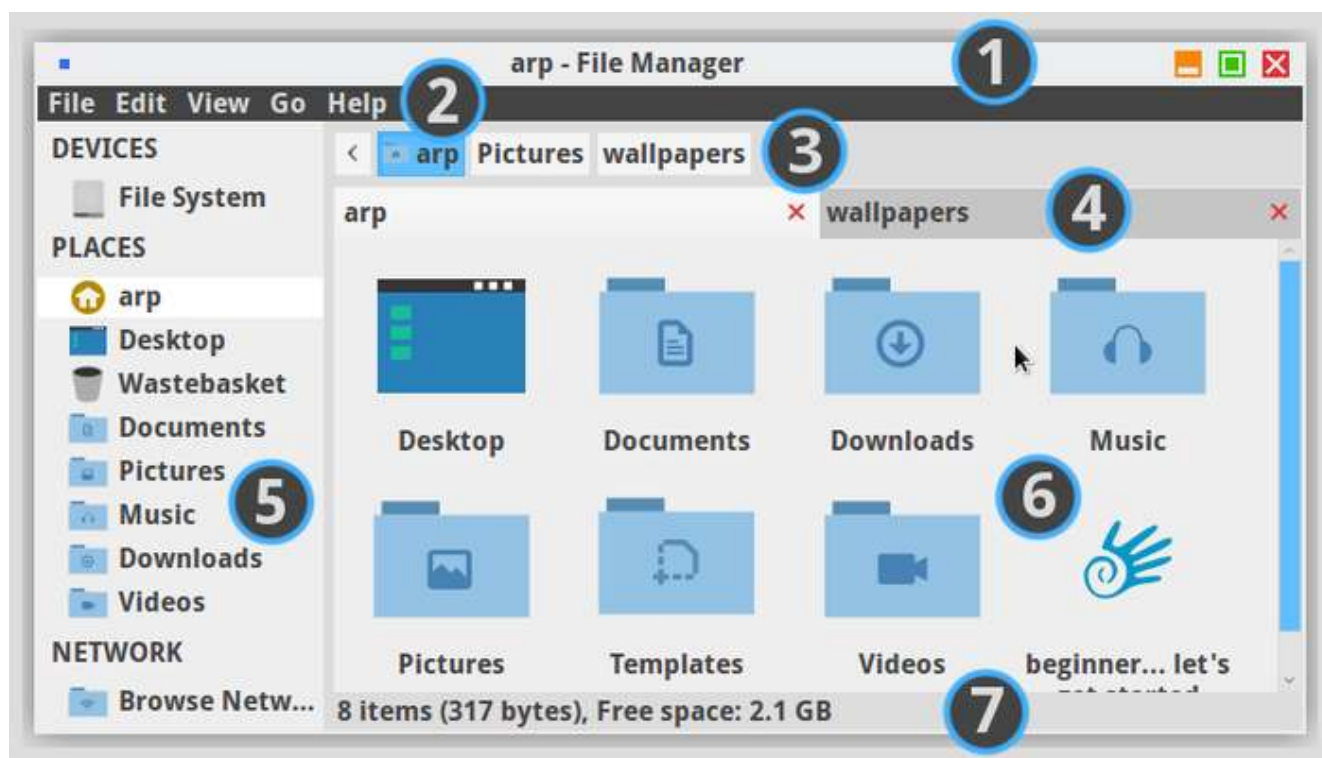 arp - File Manager
1
File Edit View Go Help
2
DEVICES
File System
PLACES
arp
Desktop
Wastebasket
Documents
Pictures
Music
Downloads
Videos
NETWORK
Browse Netw...
5
< arp Pictures wallpapers
3
arp
wallpapers
4
Desktop Documents Downloads Music
6
Pictures Templates Videos beginner... let's
get started
8 items (317 bytes), Free space: 2.1 GB
7